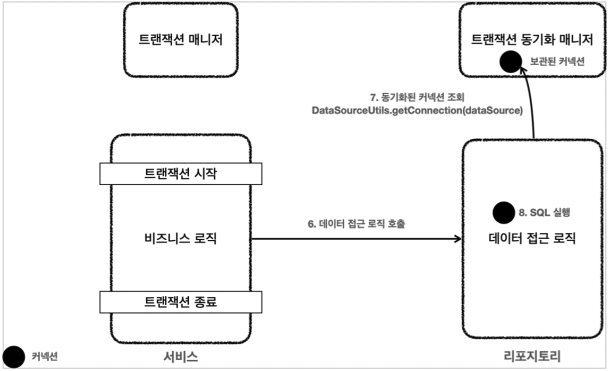 트랜잭션 매니저
트랜잭션 동기화 매니저
보관된 커넥션
7. 동기화된 커넥션 조회
DataSourceUtils.getConnection(dataSource)
트랜잭션 시작
8. SQL 실행
6. 데이터 접근 로직 호출
비즈니스 로직
데이터 접근 로직
트랜잭션 종료
커넥션
서비스
리포지토리